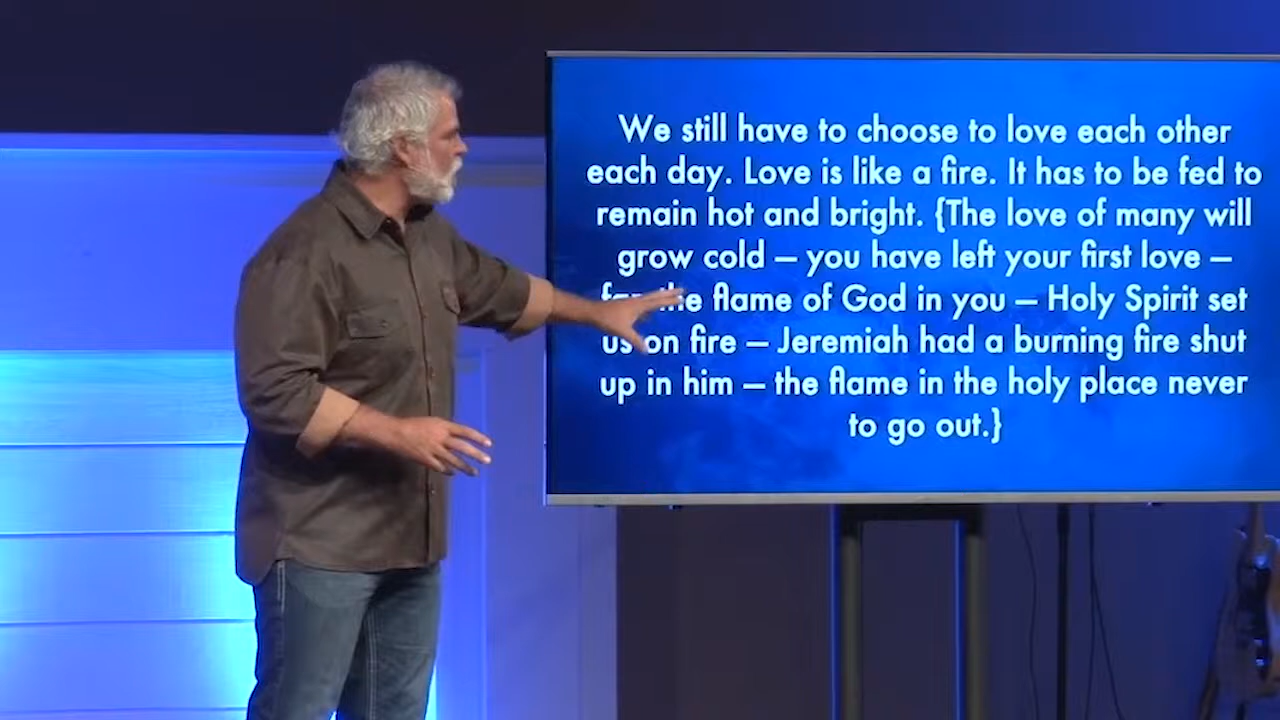 We still have to choose to love each other
each day. Love is like a fire. It has to be fed to
remain hot and bright. {The love of many will
grow cold – you have left your first love –
the flame of God in you – Holy Spirit set
us on fire – Jeremiah had a burning fire shut
up in him – the flame in the holy place never
to go out.}